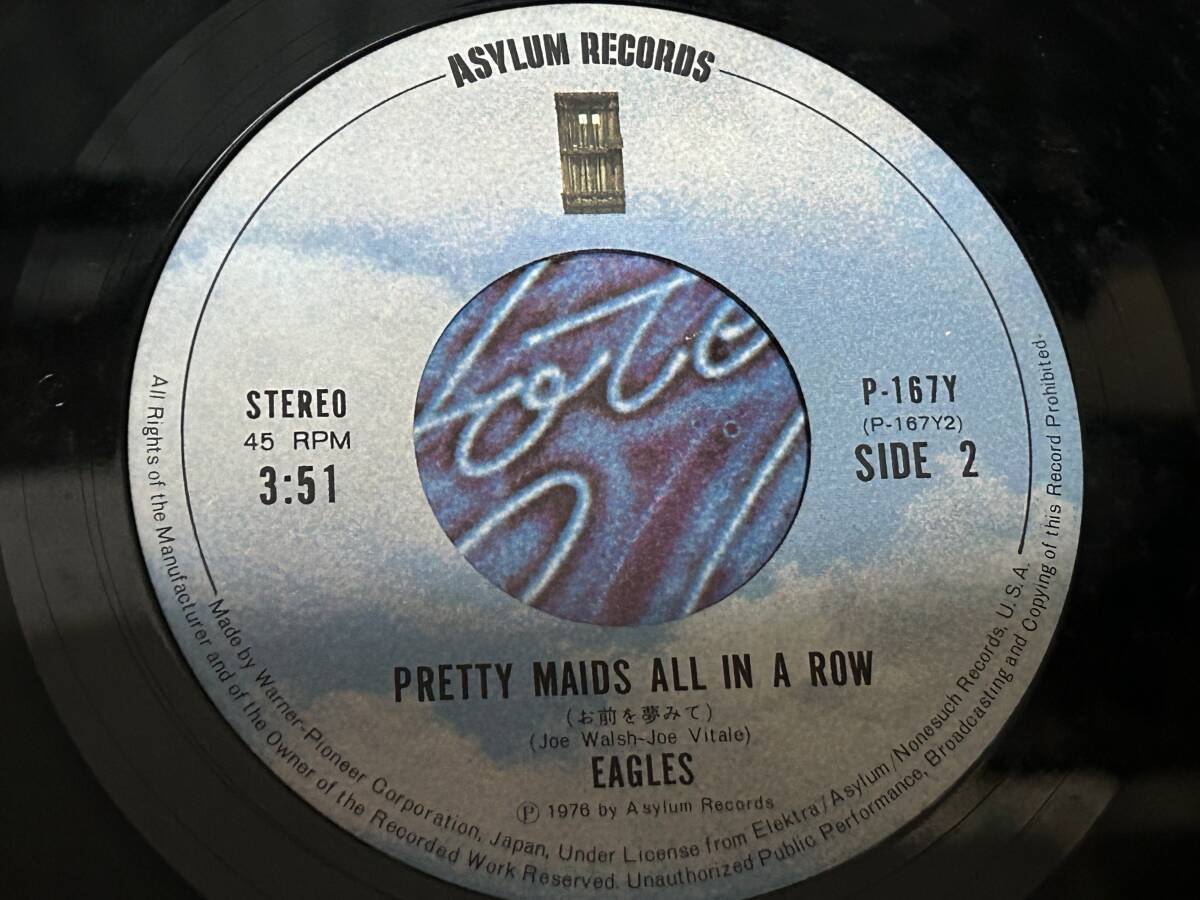 ASYLUM RECORDS
STEREO
45 RPM
3:51
P-167Y
(P-167Y2)
SIDE 2
PRETTY MAIDS ALL IN A ROW
(お前を夢みて)
(Joe Walsh-Joe Vitale)
EAGLES
Ⓟ 1976 by Asylum Records
Made by Warner-Pioneer Corporation, Japan, Under License from Elektra/Asylum/Nonesuch Records, U.S.A.
All Rights of the Manufacturer and of the Owner of the Recorded Work Reserved. Unauthorized Public Performance, Broadcasting and Copying of this Record Prohibited.